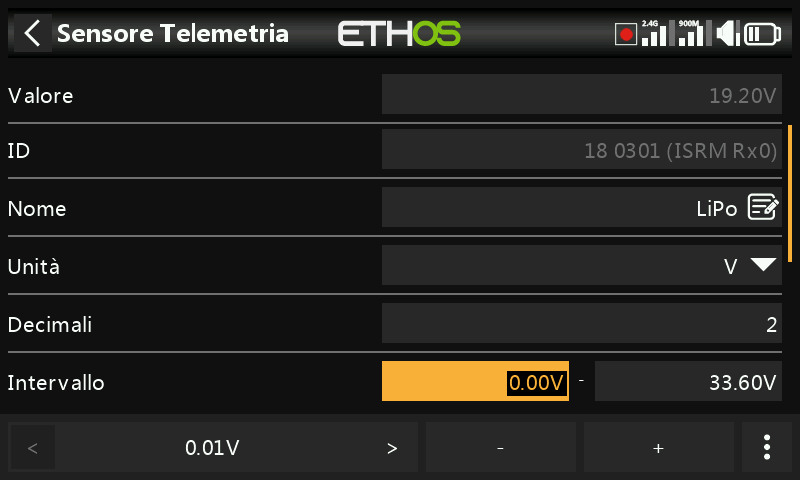 Sensore Telemetria ETHOS 2.4G 900M
Valore 19.20V
ID 18 0301 (ISRM Rx0)
Nome LiPo
Unità V
Decimali 2
Intervallo 0.00V - 33.60V
< 0.01V > - +